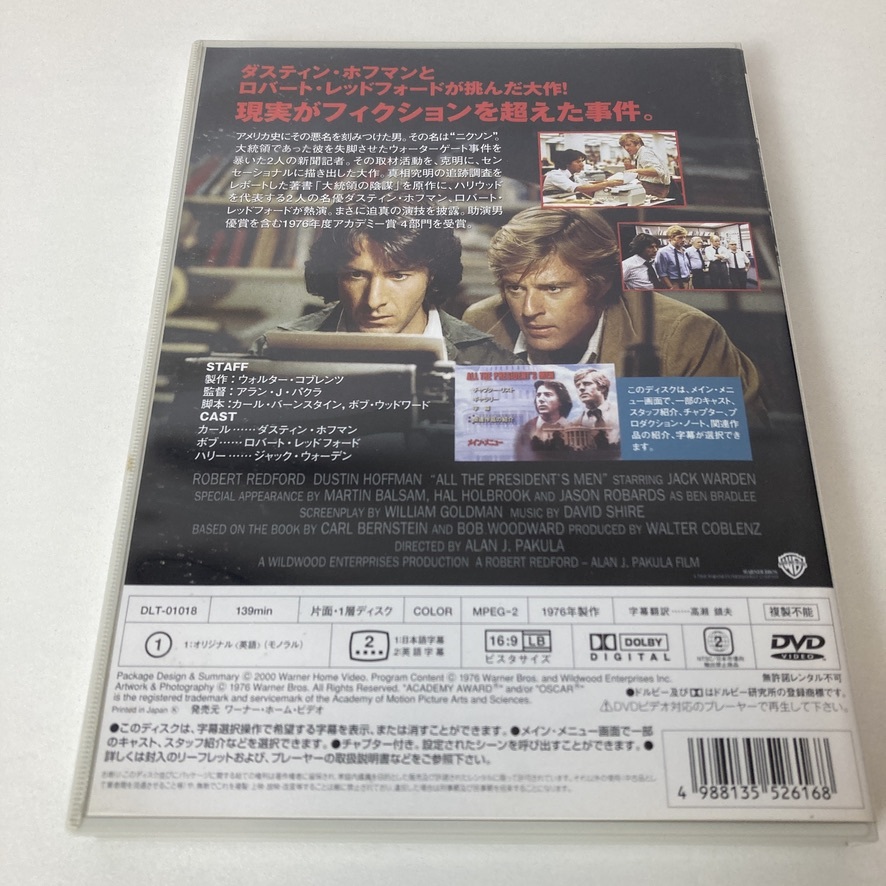 ダスティン・ホフマンと
ロバート・レッドフォードが挑んだ大作!
現実がフィクションを超えた事件。
アメリカ史にその悪名を刻みつけた男。その名は“ニクソン”。
大統領であった彼を失脚させたウォーターゲート事件を
暴いた2人の新聞記者。その取材活動を、克明に、セン
セーショナルに描き出した大作。真相究明の追跡調査を
レポートした著書「大統領の陰謀」を原作に、ハリウッド
を代表する2人の名優ダスティン・ホフマン、ロバート・
レッドフォードが熱演。まさに迫真の演技を披露。助演男
優賞を含む1976年度アカデミー賞 4部門を受賞。
STAFF
製作：ウォルター・コブレンツ
監督：アラン・J・パクラ
脚本：カール・バーンスタイン, ボブ・ウッドワード
CAST
カール……ダスティン・ホフマン
ボブ……ロバート・レッドフォード
ハリー……ジャック・ウォーデン
ALL THE PRESIDENT'S MEN
チャプター・リスト
メイン・メニュー
このディスクは、メイン・メニ
ュー画面で、一部のキャスト、
スタッフ紹介、チャプター、プ
ロダクション・ノート、関連作
品の紹介、字幕が選択でき
ます。
ROBERT REDFORD DUSTIN HOFFMAN “ALL THE PRESIDENT'S MEN” STARRING JACK WARDEN
SPECIAL APPEARANCE BY MARTIN BALSAM, HAL HOLBROOK AND JASON ROBARDS AS BEN BRADLEE
SCREENPLAY BY WILLIAM GOLDMAN MUSIC BY DAVID SHIRE
BASED ON THE BOOK BY CARL BERNSTEIN AND BOB WOODWARD PRODUCED BY WALTER COBLENZ
DIRECTED BY ALAN J. PAKULA
A WILDWOOD ENTERPRISES PRODUCTION A ROBERT REDFORD – ALAN J. PAKULA FILM
DLT-01018 139min 片面・1層ディスク COLOR MPEG-2 1976年製作 字幕翻訳……高瀬 鎮夫 複製不能
1 1:オリジナル〈英語〉(モノラル) 2 1:日本語字幕 16:9 LB DOLBY 2 DVD
2:英語字幕 ビスタサイズ DIGITAL VIDEO
Package Design & Summary © 2000 Warner Home Video. Program Content © 1976 Warner Bros. and Wildwood Enterprises Inc. 無許諾レンタル不可
Artwork & Photography © 1976 Warner Bros. All Rights Reserved. "ACADEMY AWARD®" and/or "OSCAR®" ●ドルビー及びはドルビー研究所の登録商標です。
is the registered trademark and servicemark of the Academy of Motion Picture Arts and Sciences. ⚠DVDビデオ対応のプレーヤーで再生して下さい。
Printed in Japan Ⓚ 発売元 ワーナー・ホーム・ビデオ
●このディスクは、字幕選択操作で希望する字幕を表示、または消すことができます。●メイン・メニュー画面で一部
のキャスト、スタッフ紹介などを選択できます。●チャプター付き。設定されたシーンを呼び出すことができます。●
詳しくは封入のリーフレットおよび、プレーヤーの取扱説明書などをご参照下さい。
4 988135 526168